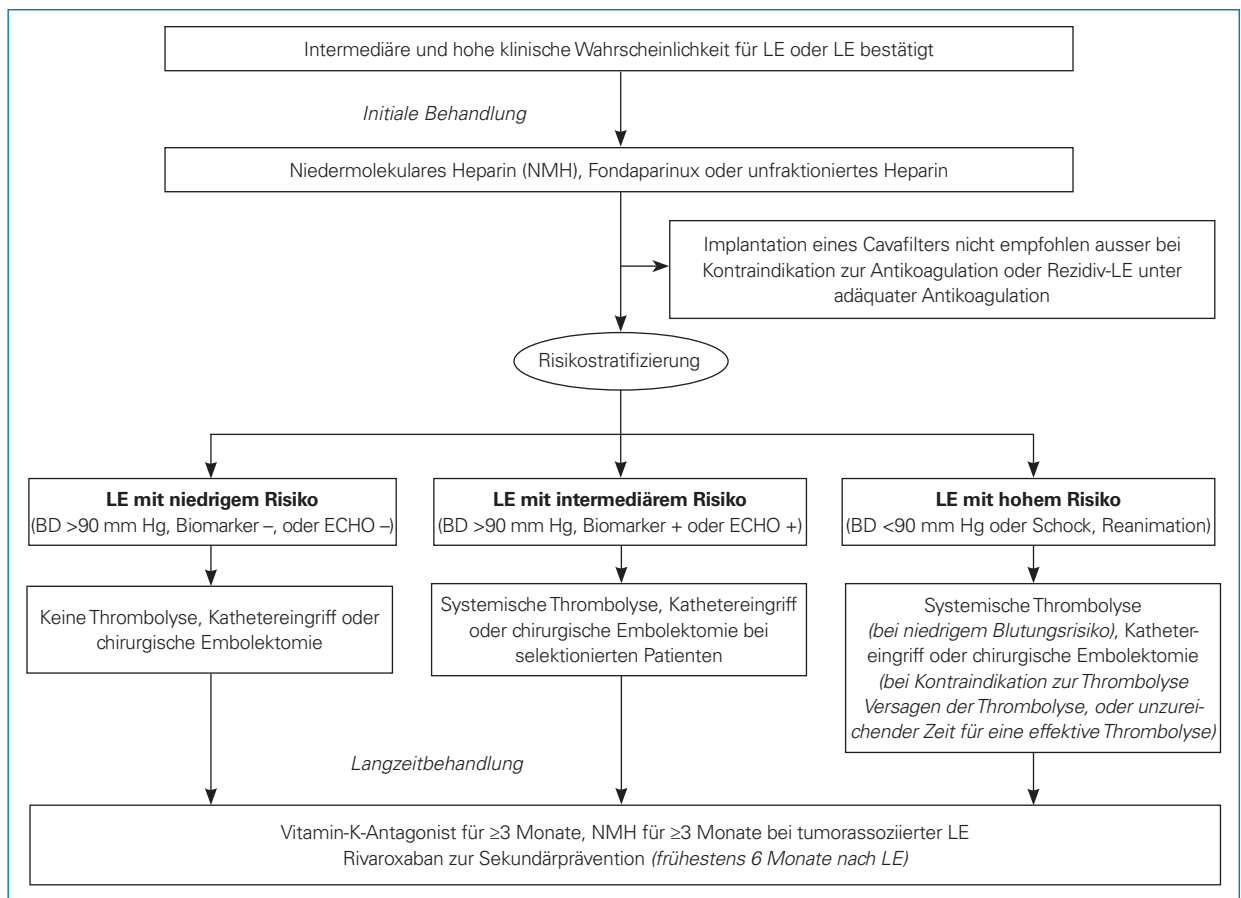 Intermediäre und hohe klinische Wahrscheinlichkeit für LE oder LE bestätigt
Initiale Behandlung
Niedermolekulares Heparin (NMH), Fondaparinux oder unfraktioniertes Heparin
Implantation eines Cavafilters nicht empfohlen ausser bei
Kontraindikation zur Antikoagulation oder Rezidiv-LE unter
adäquater Antikoagulation
Risikostratifizierung
LE mit niedrigem Risiko
(BD >90 mm Hg, Biomarker –, oder ECHO –)
LE mit intermediärem Risiko
(BD >90 mm Hg, Biomarker + oder ECHO +)
LE mit hohem Risiko
(BD <90 mm Hg oder Schock, Reanimation)
Keine Thrombolyse, Kathetereingriff oder
chirurgische Embolektomie
Systemische Thrombolyse, Kathetereingriff
oder chirurgische Embolektomie bei
selektionierten Patienten
Systemische Thrombolyse
(bei niedrigem Blutungsrisiko), Katheter-
eingriff oder chirurgische Embolektomie
(bei Kontraindikation zur Thrombolyse
Versagen der Thrombolyse, oder unzurei-
chender Zeit für eine effektive Thrombolyse)
Langzeitbehandlung
Vitamin-K-Antagonist für ≥3 Monate, NMH für ≥3 Monate bei tumorassoziierter LE
Rivaroxaban zur Sekundärprävention (frühestens 6 Monate nach LE)